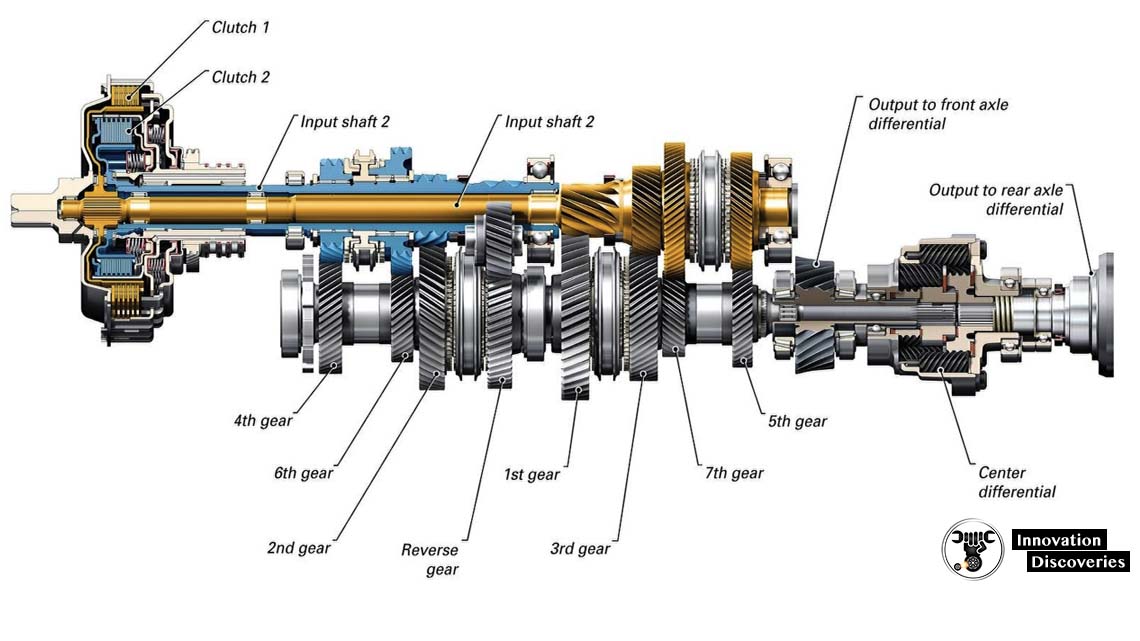 Clutch 1
Clutch 2
Input shaft 2
Input shaft 2
Output to front axle
differential
Output to rear axle
differential
4th gear
6th gear
2nd gear
Reverse
gear
1st gear
3rd gear
7th gear
5th gear
Center
differential
Innovation
Discoveries